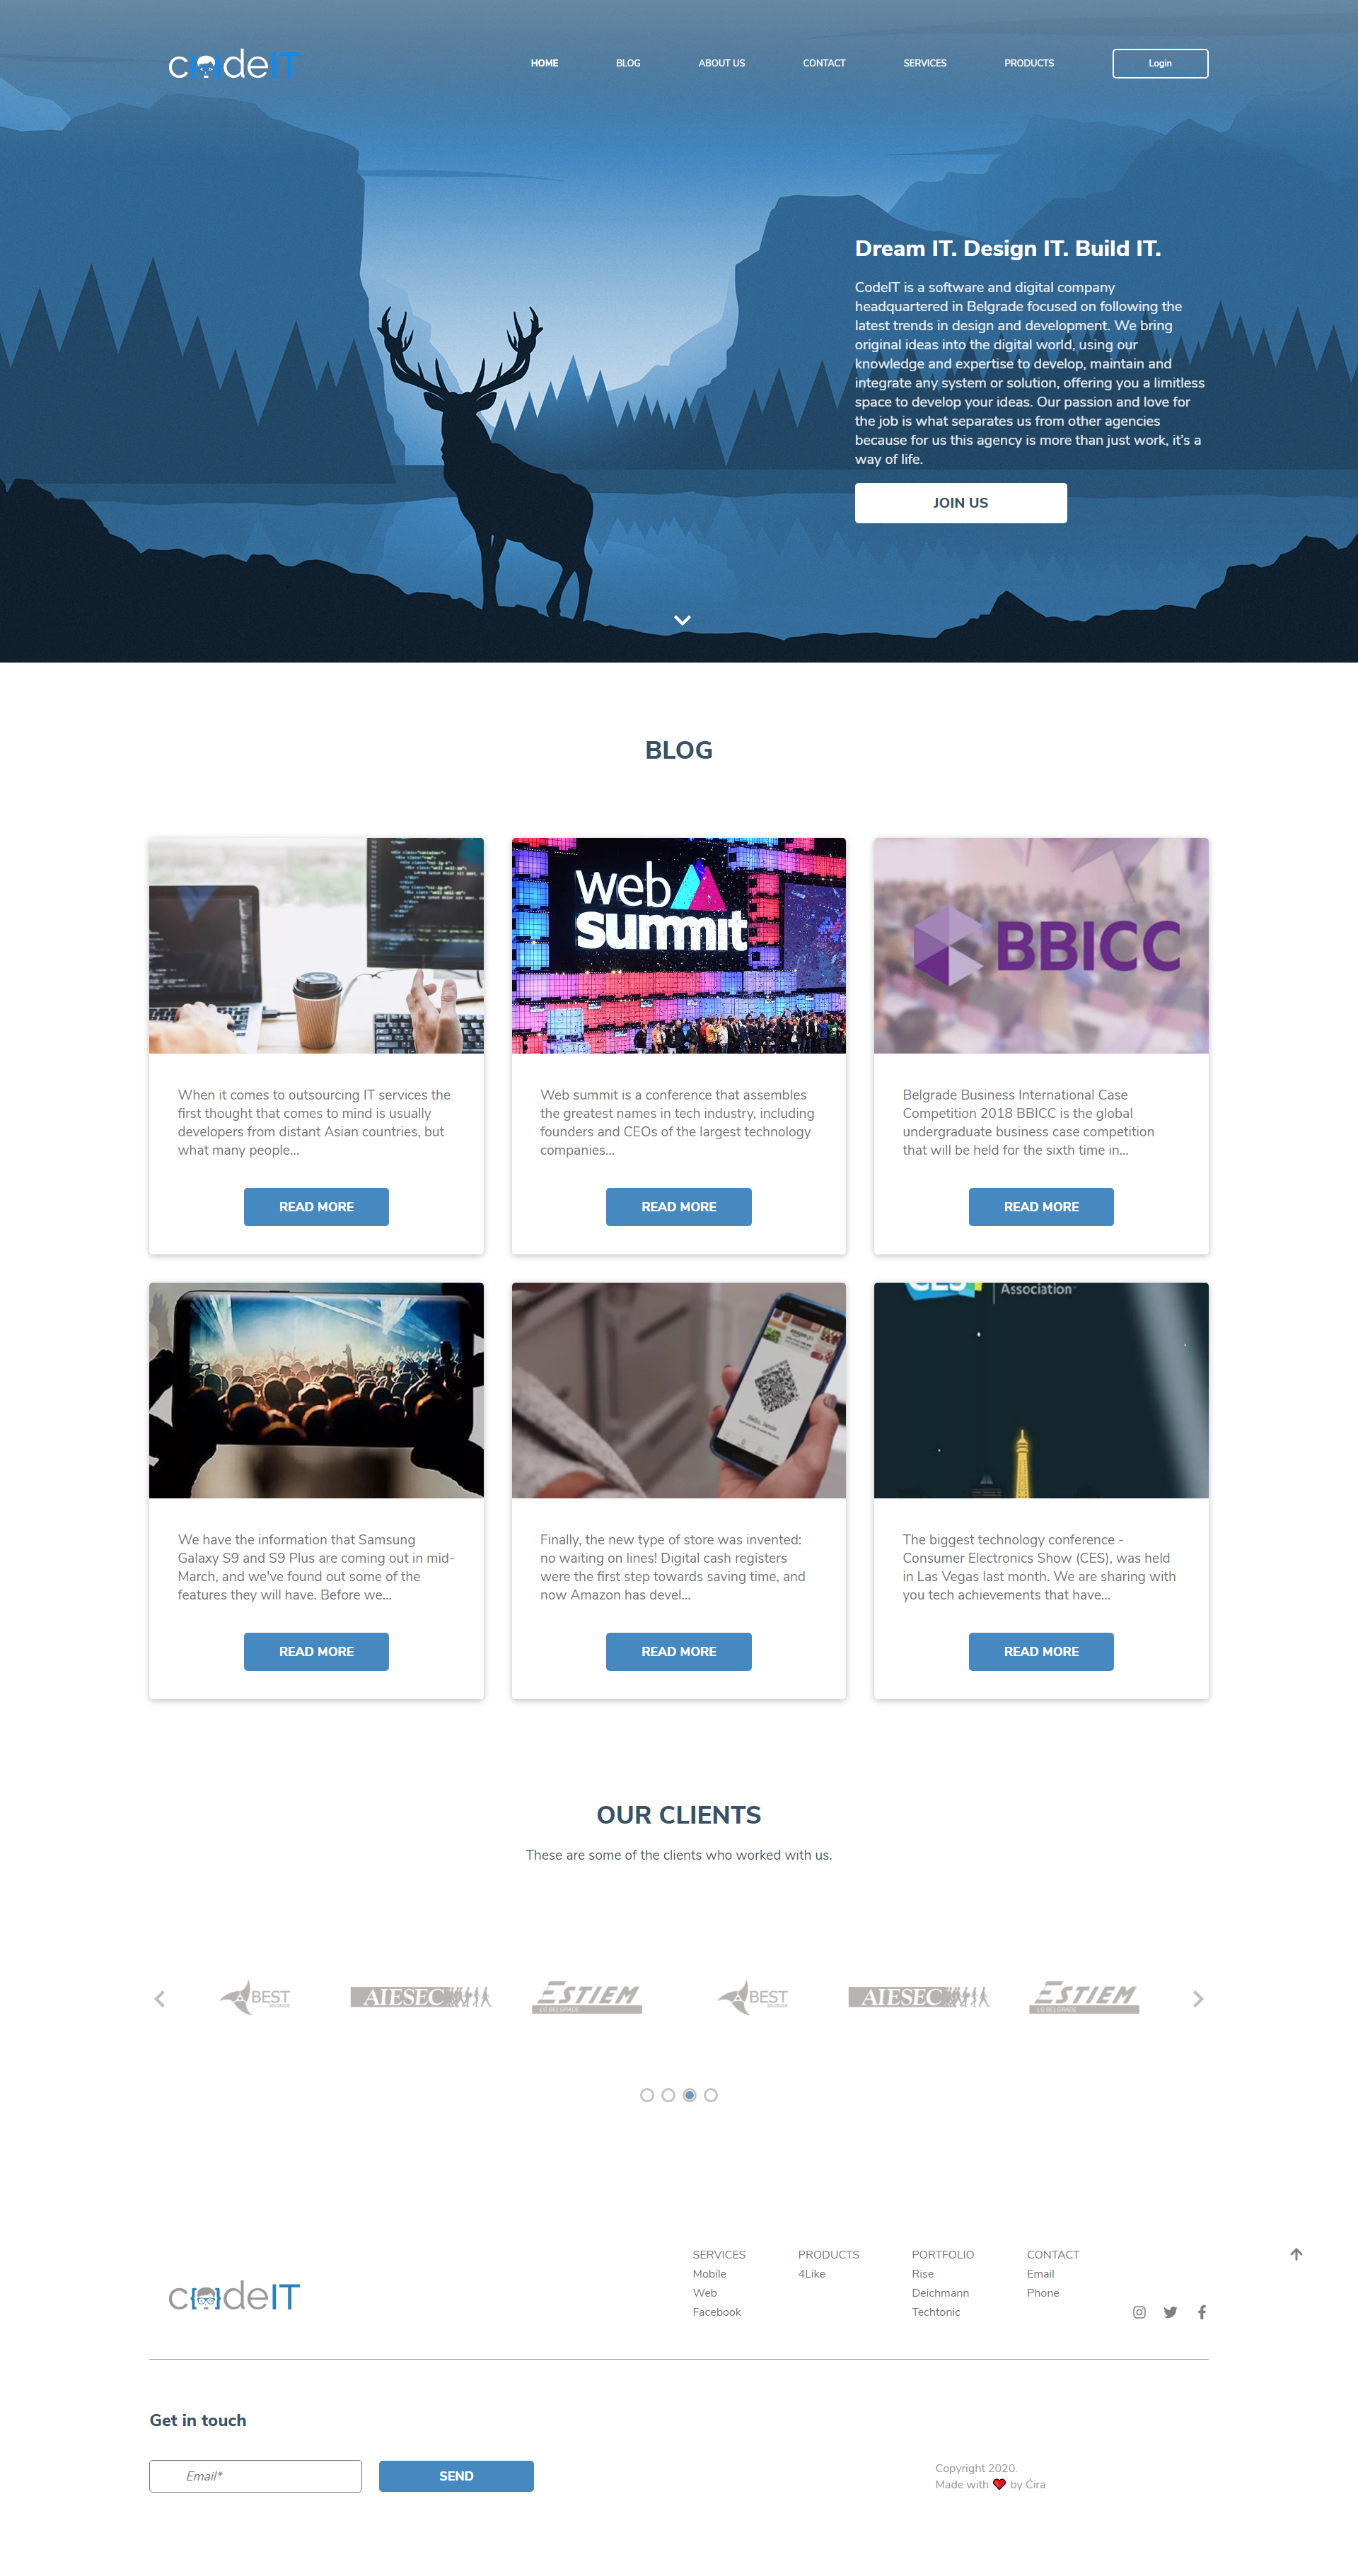 codeIT
HOME
BLOG
ABOUT US
CONTACT
SERVICES
PRODUCTS
Login
Dream IT. Design IT. Build IT.
CodeIT is a software and digital company
headquartered in Belgrade focused on following the
latest trends in design and development. We bring
original ideas into the digital world, using our
knowledge and expertise to develop, maintain and
integrate any system or solution, offering you a limitless
space to develop your ideas. Our passion and love for
the job is what separates us from other agencies
because for us this agency is more than just work, it's a
way of life.
JOIN US
BLOG
web
summit
BBICC
When it comes to outsourcing IT services the
first thought that comes to mind is usually
developers from distant Asian countries, but
what many people...
READ MORE
Web summit is a conference that assembles
the greatest names in tech industry, including
founders and CEOs of the largest technology
companies...
READ MORE
Belgrade Business International Case
Competition 2018 BBICC is the global
undergraduate business case competition
that will be held for the sixth time in...
READ MORE
CES
Association
We have the information that Samsung
Galaxy S9 and S9 Plus are coming out in mid-
March, and we've found out some of the
features they will have. Before we...
READ MORE
Finally, the new type of store was invented:
no waiting on lines! Digital cash registers
were the first step towards saving time, and
now Amazon has devel...
READ MORE
The biggest technology conference -
Consumer Electronics Show (CES), was held
in Las Vegas last month. We are sharing with
you tech achievements that have...
READ MORE
OUR CLIENTS
These are some of the clients who worked with us.
BEST
BELGRADE
AIESEC
ESTIEM
LG BELGRADE
BEST
BELGRADE
AIESEC
ESTIEM
LG BELGRADE
codeIT
SERVICES
Mobile
Web
Facebook
PRODUCTS
4Like
PORTFOLIO
Rise
Deichmann
Techtonic
CONTACT
Email
Phone
Get in touch
Email*
SEND
Copyright 2020.
Made with ❤ by Ćira